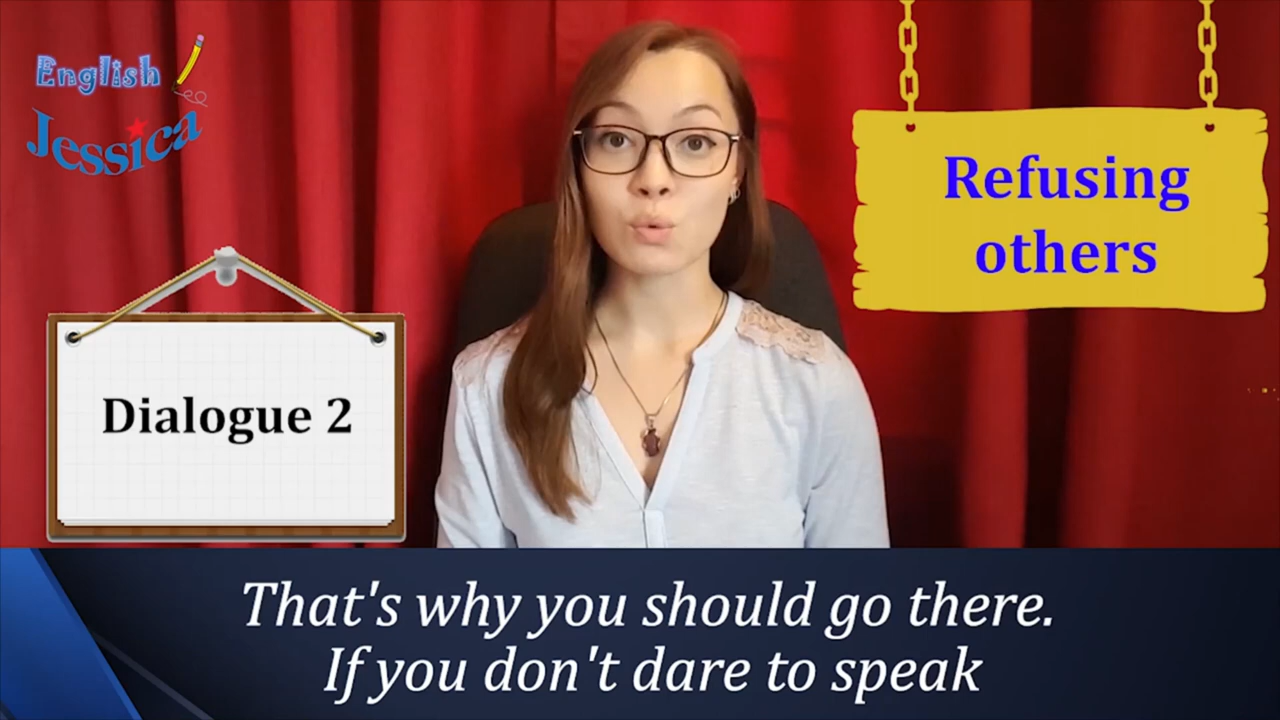 English
Jessica
Refusing
others
Dialogue 2
That's why you should go there.
If you don't dare to speak